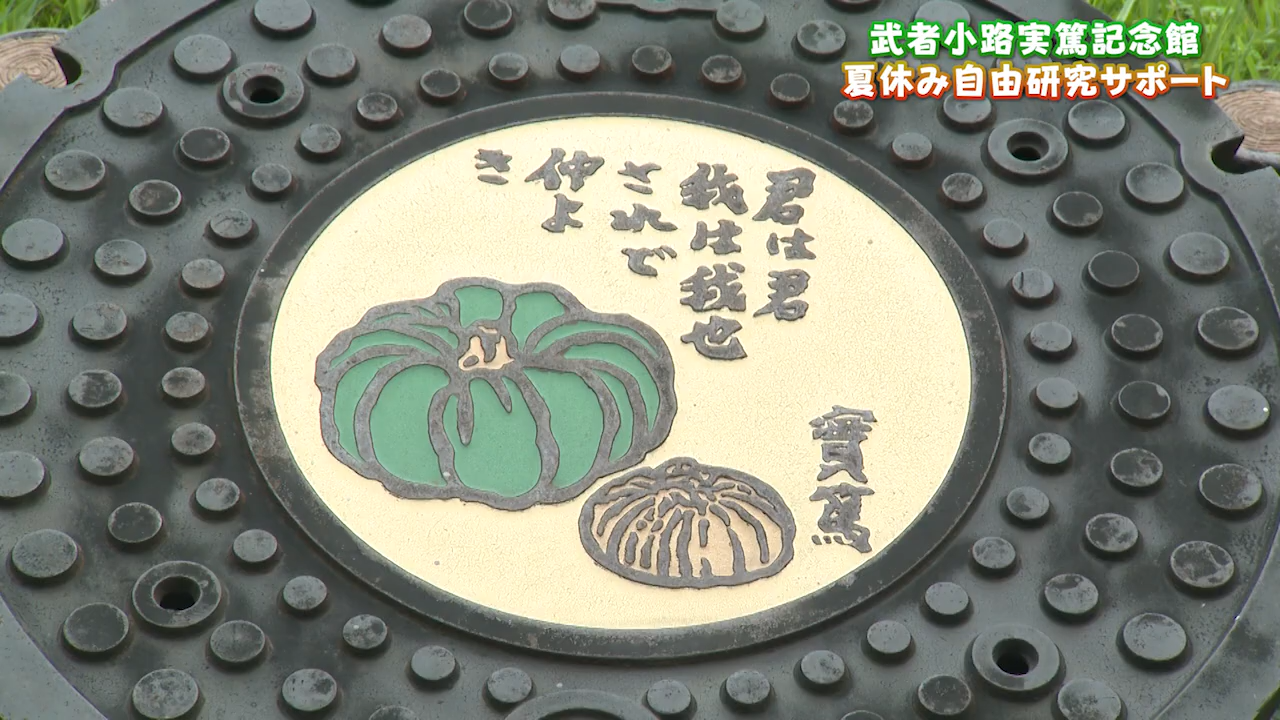 武者小路実篤記念館
夏休み自由研究サポート
君は君
我は我也
されど
仲よ
き
實篤